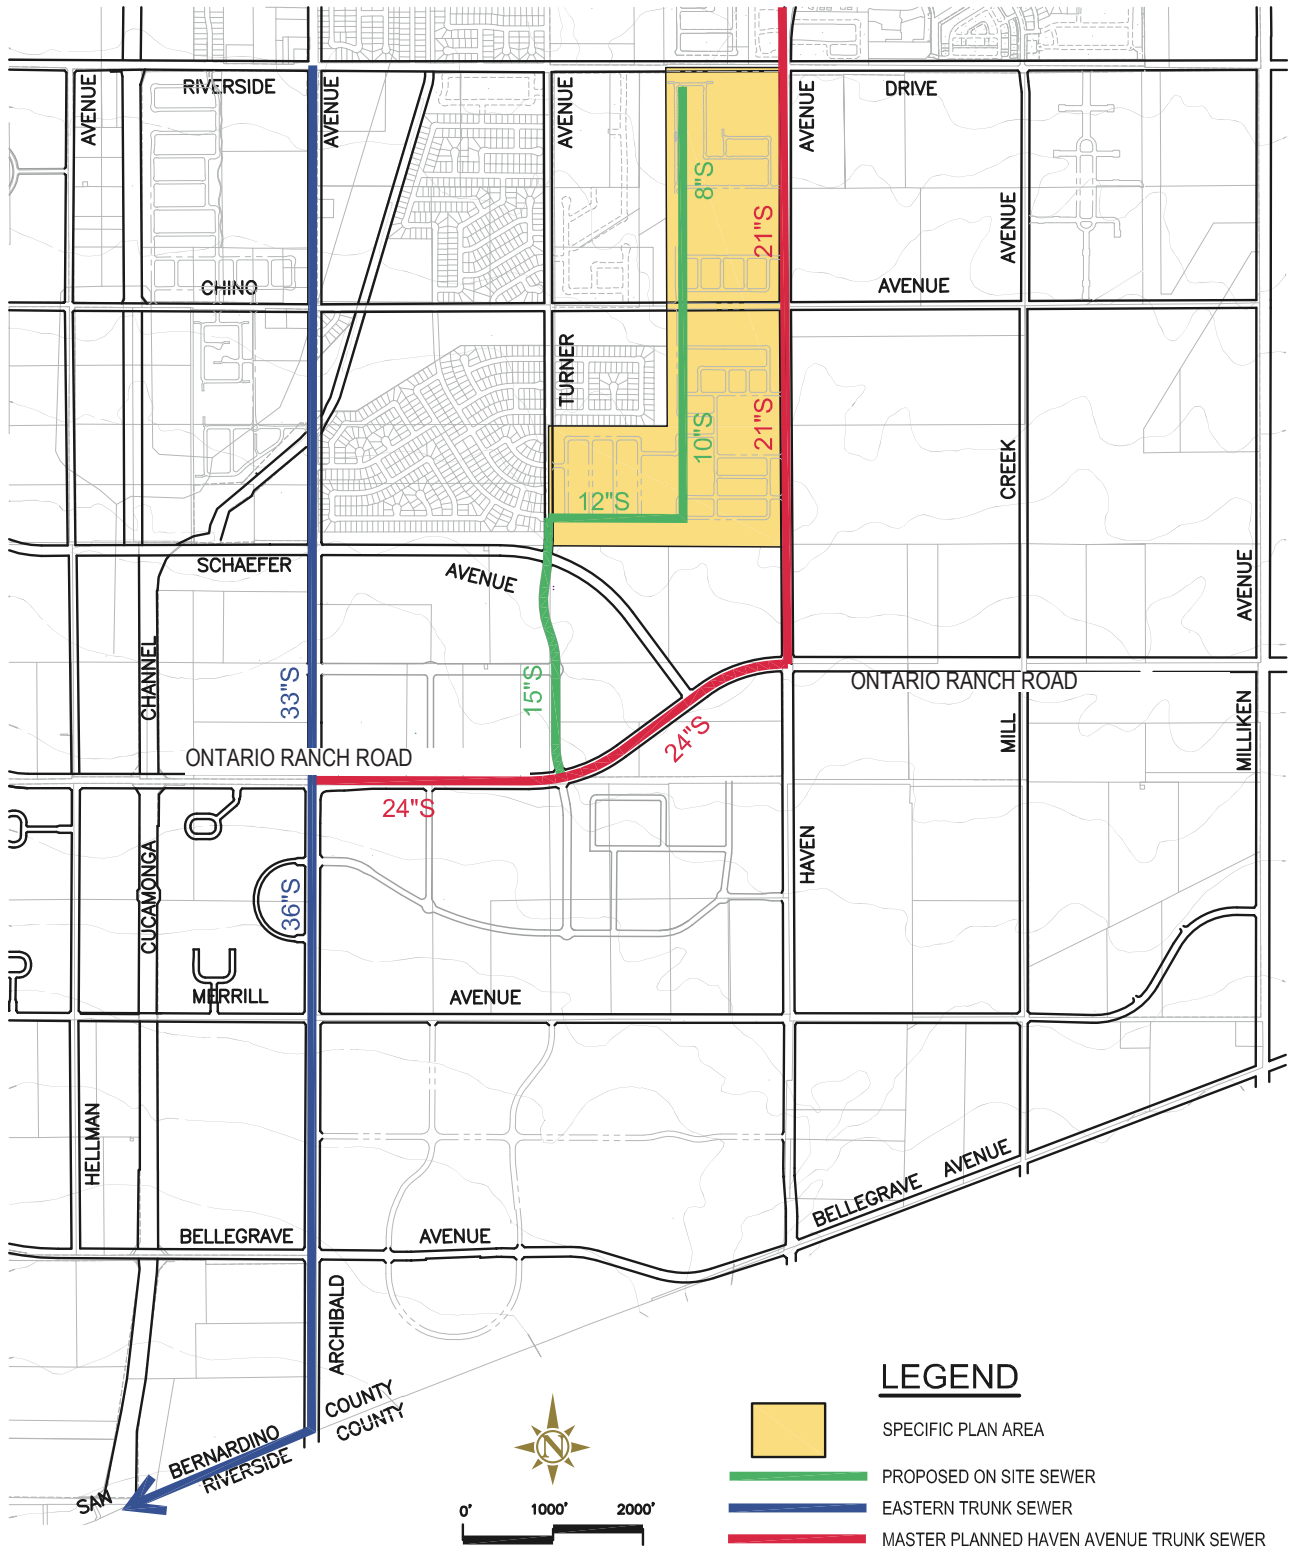 RIVERSIDE
DRIVE
AVENUE
AVENUE
AVENUE
AVENUE
8"S
21"S
AVENUE
CHINO
AVENUE
TURNER
10"S
21"S
CREEK
12"S
SCHAEFER
AVENUE
AVENUE
CHANNEL
33"S
15"S
ONTARIO RANCH ROAD
24"S
MILL
MILLIKEN
ONTARIO RANCH ROAD
24"S
CUCAMONGA
36"S
HAVEN
MERRILL
AVENUE
HELLMAN
BELLEGRAVE AVENUE
BELLEGRAVE
AVENUE
ARCHIBALD
SAN BERNARDINO COUNTY
RIVERSIDE COUNTY
N
0' 1000' 2000'
LEGEND
SPECIFIC PLAN AREA
PROPOSED ON SITE SEWER
EASTERN TRUNK SEWER
MASTER PLANNED HAVEN AVENUE TRUNK SEWER